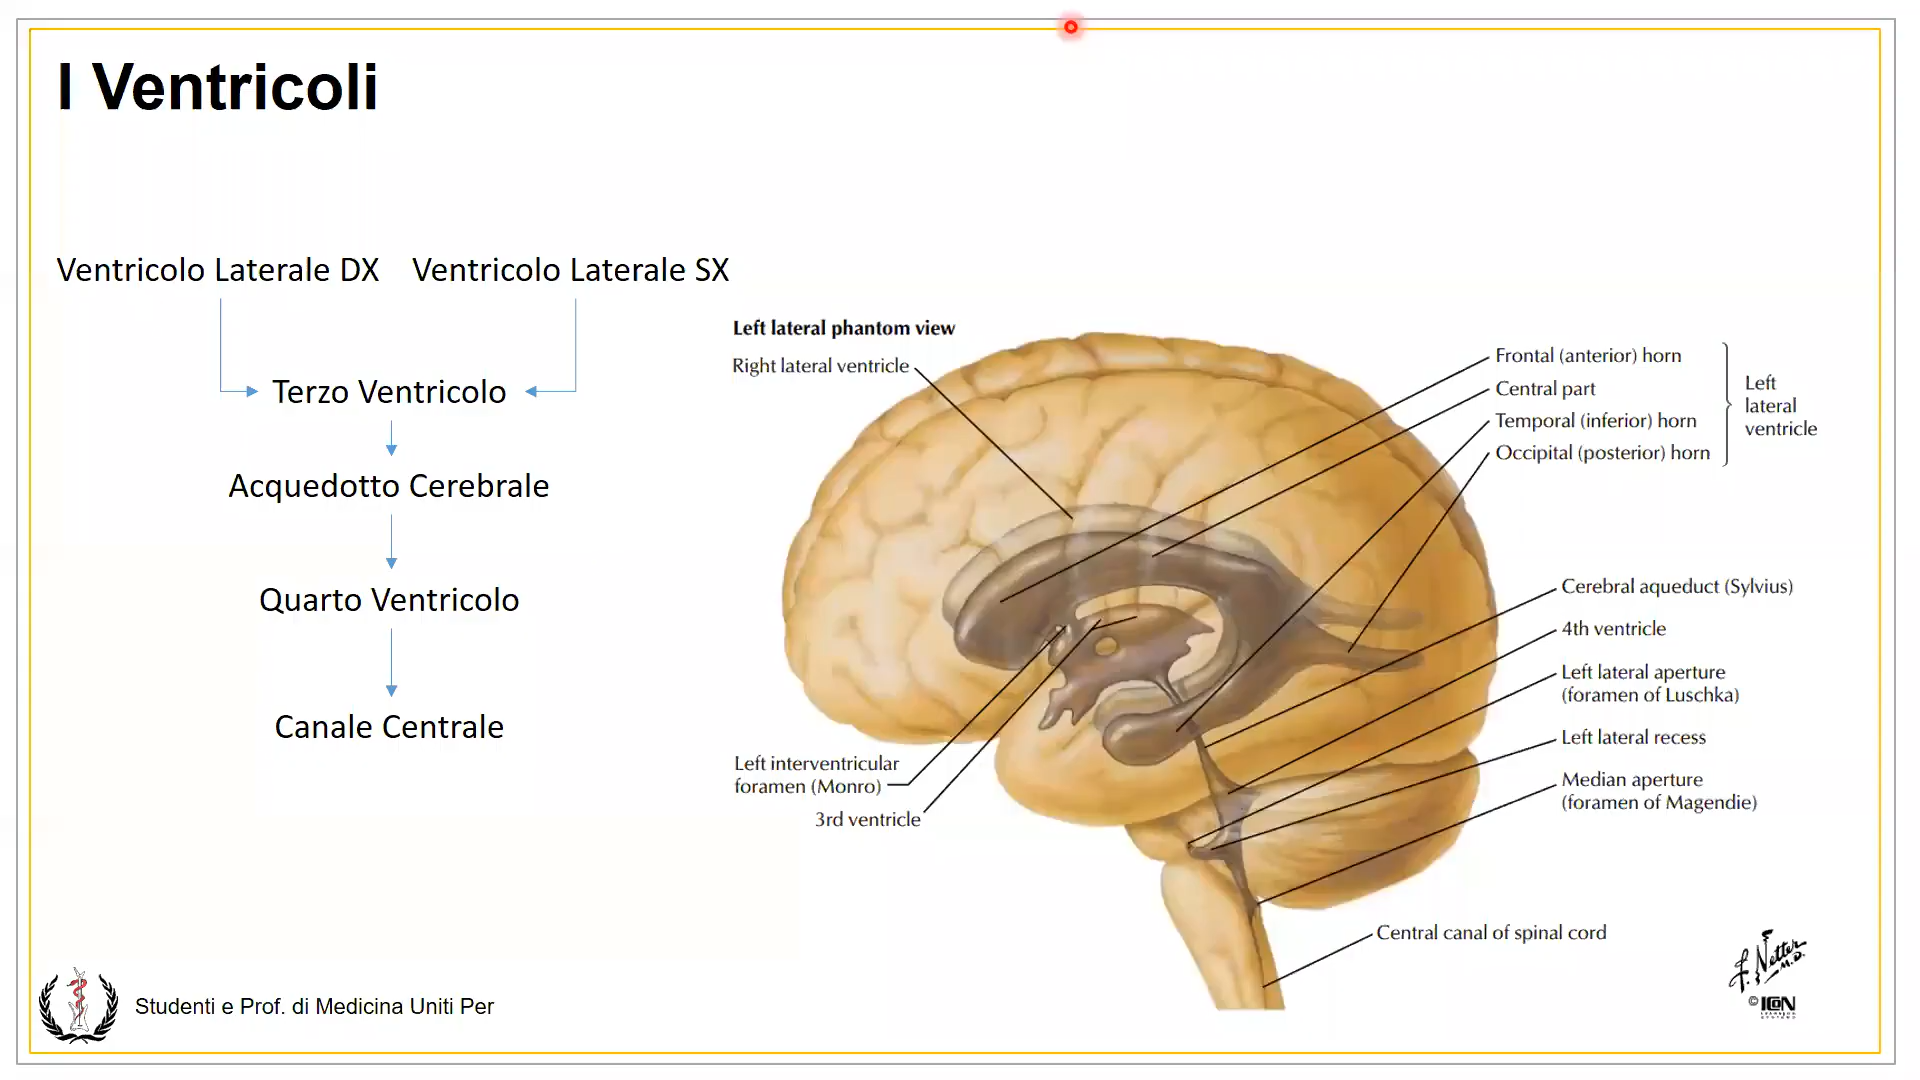 I Ventricoli
Ventricolo Laterale DX
Ventricolo Laterale SX
Terzo Ventricolo
Acquedotto Cerebrale
Quarto Ventricolo
Canale Centrale
Left lateral phantom view
Right lateral ventricle
Frontal (anterior) horn
Central part
Temporal (inferior) horn
Occipital (posterior) horn
Left
lateral
ventricle
Cerebral aqueduct (Sylvius)
4th ventricle
Left lateral aperture
(foramen of Luschka)
Left lateral recess
Median aperture
(foramen of Magendie)
Left interventricular
foramen (Monro)
3rd ventricle
Central canal of spinal cord
F. Netter
M.D.
© ICON
LEARNING
SYSTEMS
Studenti e Prof. di Medicina Uniti Per